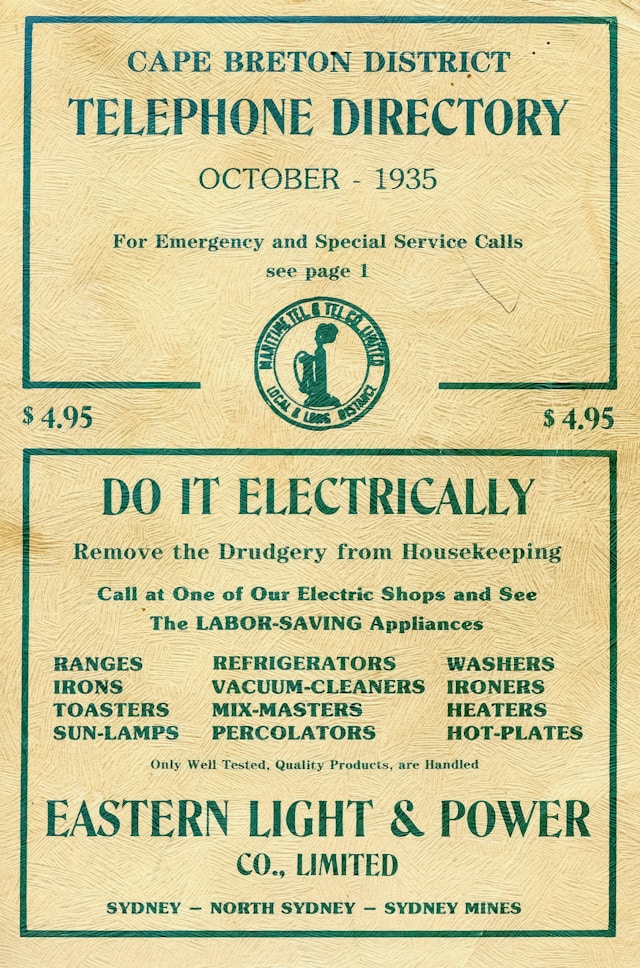 CAPE BRETON DISTRICT
TELEPHONE DIRECTORY
OCTOBER - 1935
For Emergency and Special Service Calls
see page 1
MARITIME TEL. & TEL. CO. LIMITED
LOCAL & LONG DISTANCE
$ 4.95 $ 4.95
DO IT ELECTRICALLY
Remove the Drudgery from Housekeeping
Call at One of Our Electric Shops and See
The LABOR-SAVING Appliances
RANGES REFRIGERATORS WASHERS
IRONS VACUUM-CLEANERS IRONERS
TOASTERS MIX-MASTERS HEATERS
SUN-LAMPS PERCOLATORS HOT-PLATES
Only Well Tested, Quality Products, are Handled
EASTERN LIGHT & POWER
CO., LIMITED
SYDNEY — NORTH SYDNEY — SYDNEY MINES